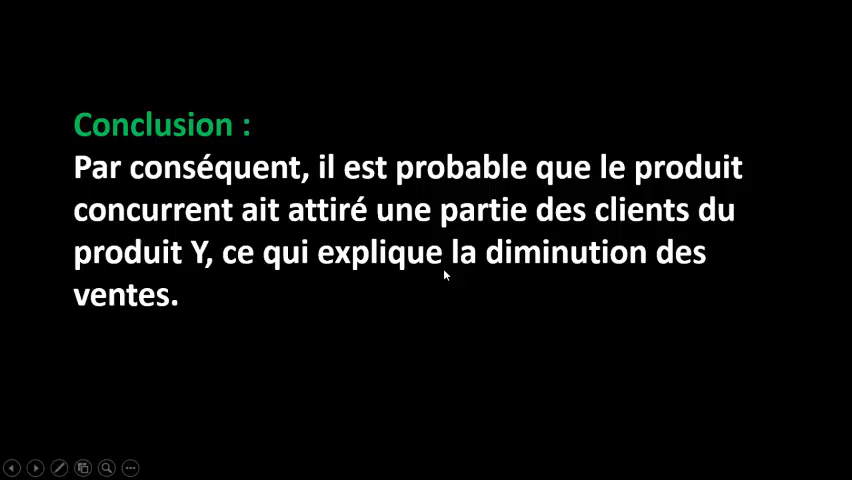 Conclusion :
Par conséquent, il est probable que le produit
concurrent ait attiré une partie des clients du
produit Y, ce qui explique la diminution des
ventes.